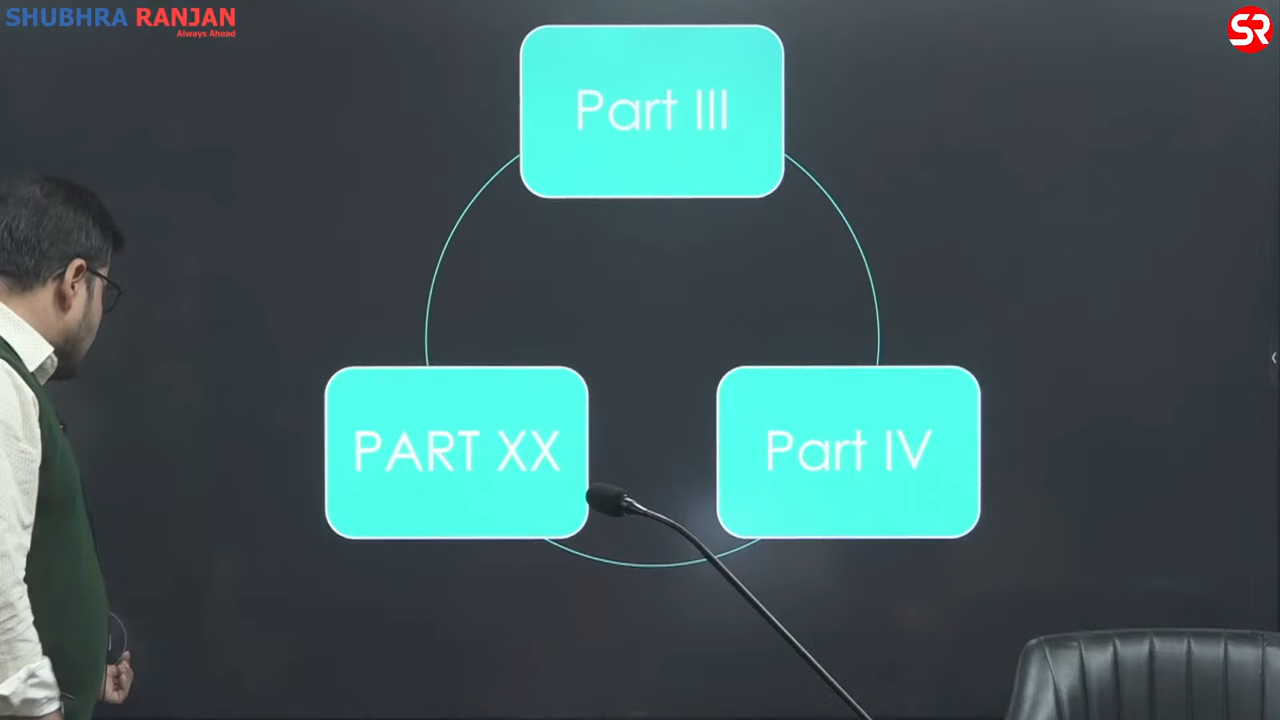 SHUBHRA RANJAN
Always Ahead
SR
Part III
PART XX
Part IV